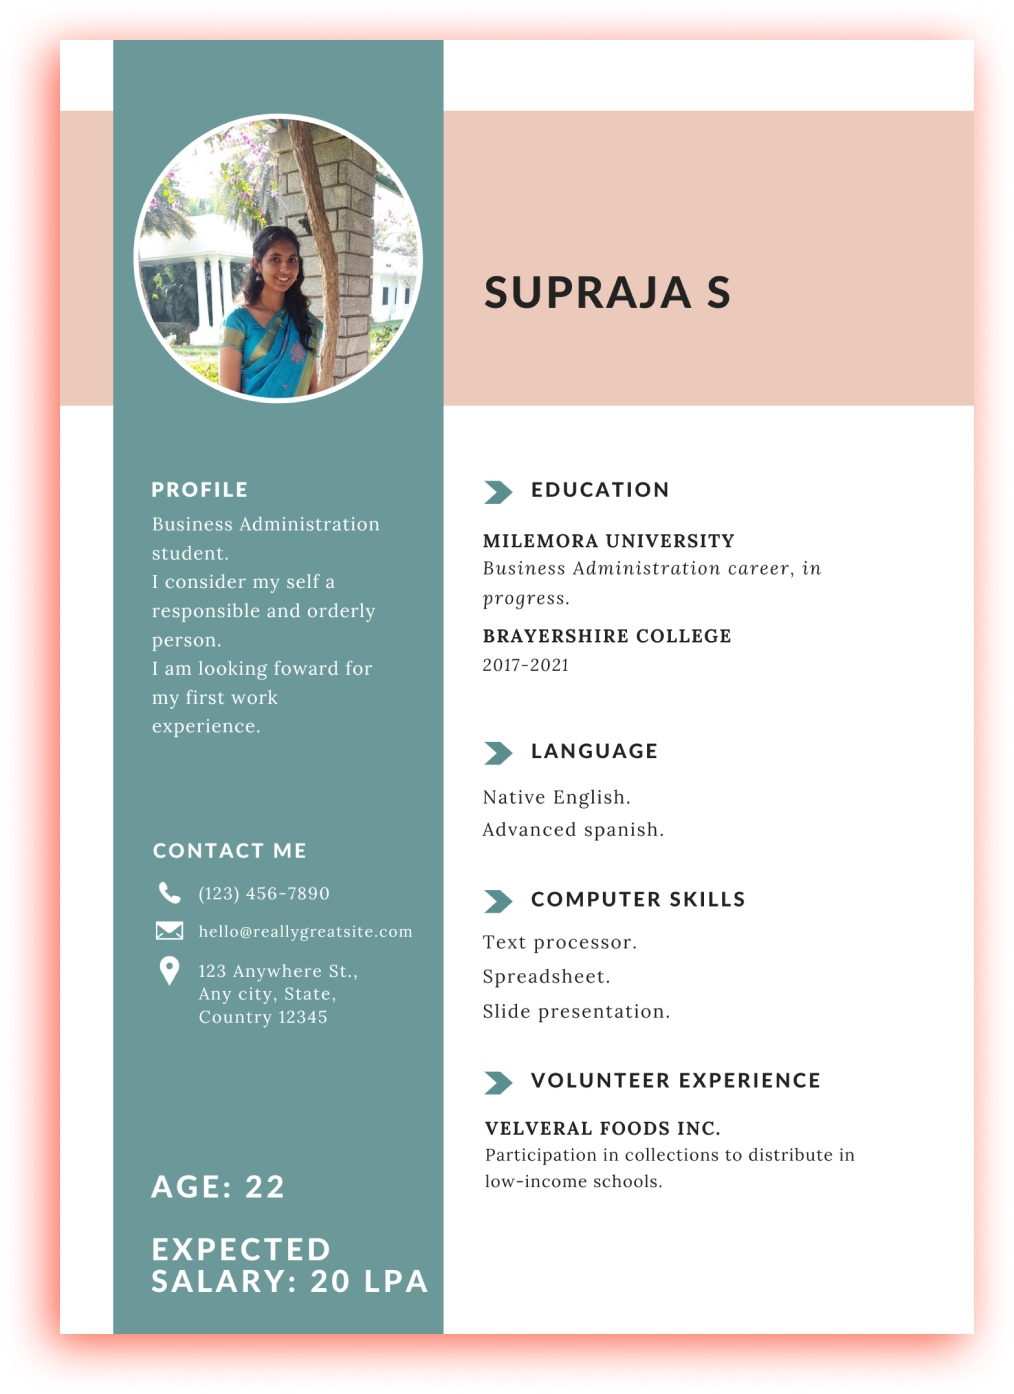 SUPRAJA S
PROFILE
Business Administration
student.
I consider my self a
responsible and orderly
person.
I am looking foward for
my first work
experience.
CONTACT ME
(123) 456-7890
hello@reallygreatsite.com
123 Anywhere St.,
Any city, State,
Country 12345
AGE: 22
EXPECTED
SALARY: 20 LPA
EDUCATION
MILEMORA UNIVERSITY
Business Administration career, in
progress.
BRAYERSHIRE COLLEGE
2017-2021
LANGUAGE
Native English.
Advanced spanish.
COMPUTER SKILLS
Text processor.
Spreadsheet.
Slide presentation.
VOLUNTEER EXPERIENCE
VELVERAL FOODS INC.
Participation in collections to distribute in
low-income schools.